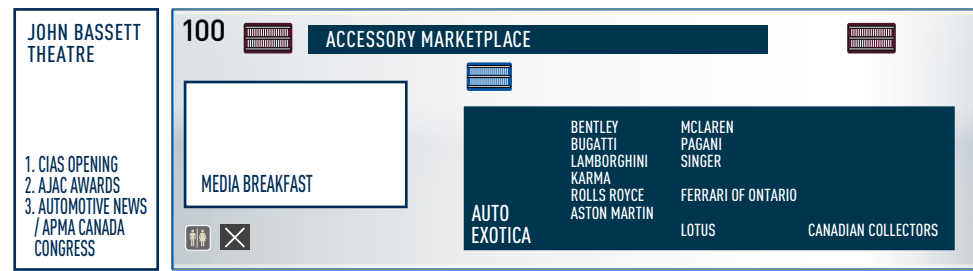 JOHN BASSETT
THEATRE
1. CIAS OPENING
2. AJAC AWARDS
3. AUTOMOTIVE NEWS
/ APMA CANADA
CONGRESS
100
ACCESSORY MARKETPLACE
MEDIA BREAKFAST
AUTO
EXOTICA
BENTLEY
BUGATTI
LAMBORGHINI
KARMA
ROLLS ROYCE
ASTON MARTIN
MCLAREN
PAGANI
SINGER
FERRARI OF ONTARIO
LOTUS
CANADIAN COLLECTORS